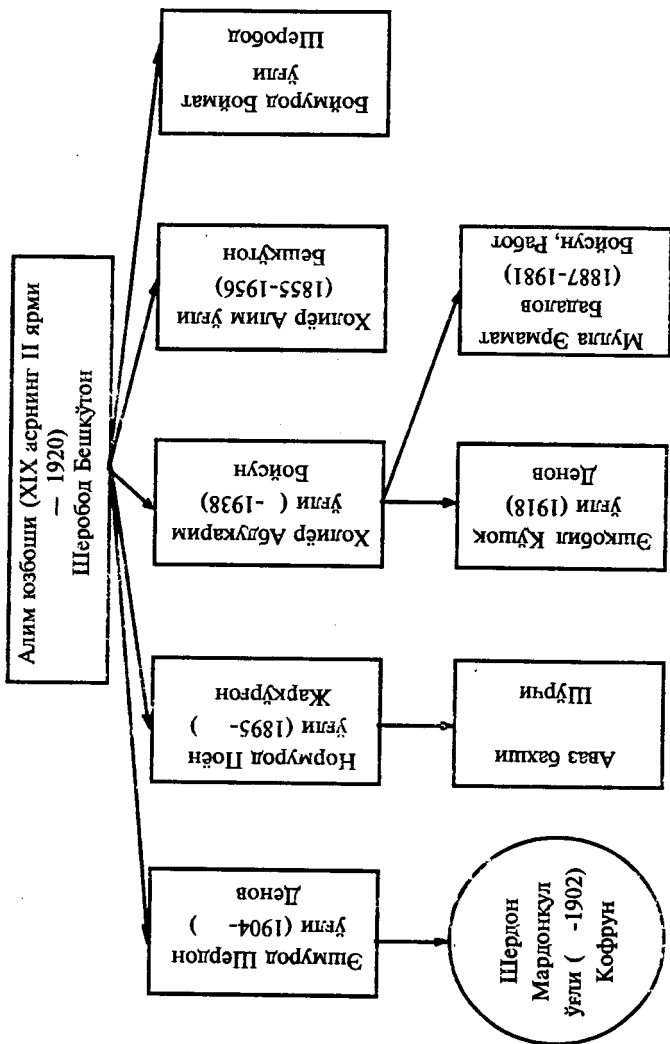 Алим юзбоши (XIX асрнинг II ярми
— 1920)
Шеробод Бешкўтон
Эшмурод Шердон
ўғли (1904-     )
Денов
Нормурод Поён
ўғли (1895-     )
Жарқўрғон
Холиёр Абдукарим
ўғли (   -1938)
Бойсун
Холиёр Алим ўғли
(1855-1956)
Бешкўтон
Боймурод Боймат
ўғли
Шеробод
Шердон
Мардонкул
ўғли (   -1902)
Кофрун
Аваз бахши
Шўрчи
Эшқобил Қўшоқ
ўғли (1918)
Денов
Мулла Эрмамат
Бадалов
(1887-1981)
Бойсун, Работ